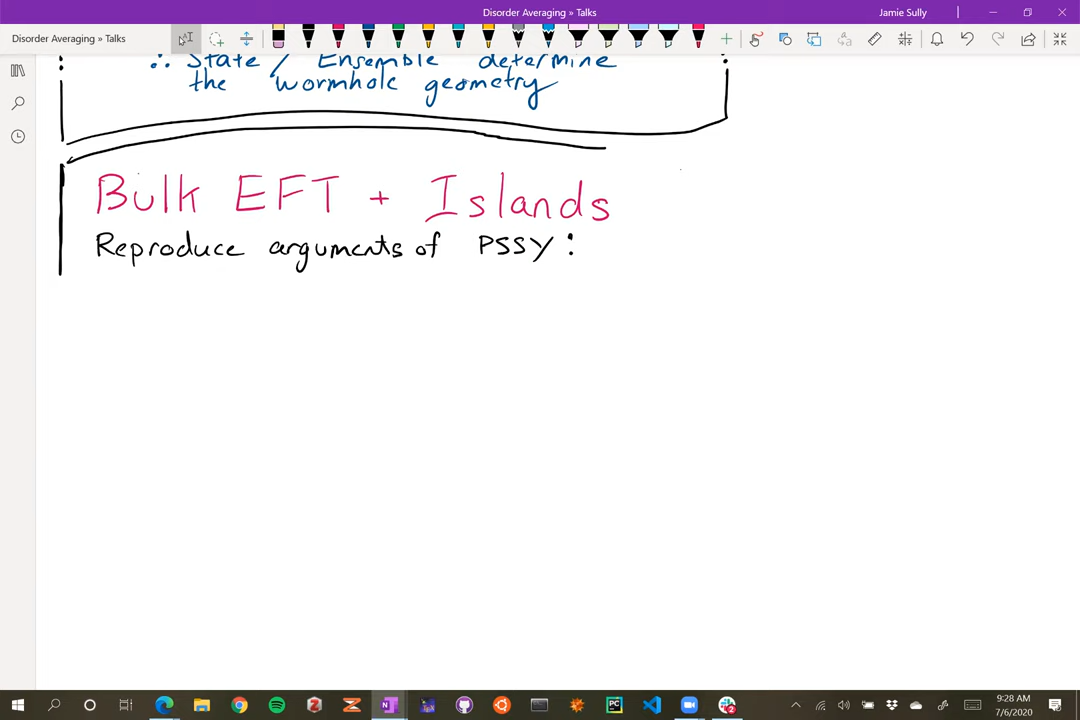 Disorder Averaging » Talks
Jamie Sully
Disorder Averaging » Talks
∴ State / Ensemble determine
the wormhole geometry
Bulk EFT + Islands
Reproduce arguments of PSSY :
9:28 AM
7/6/2020